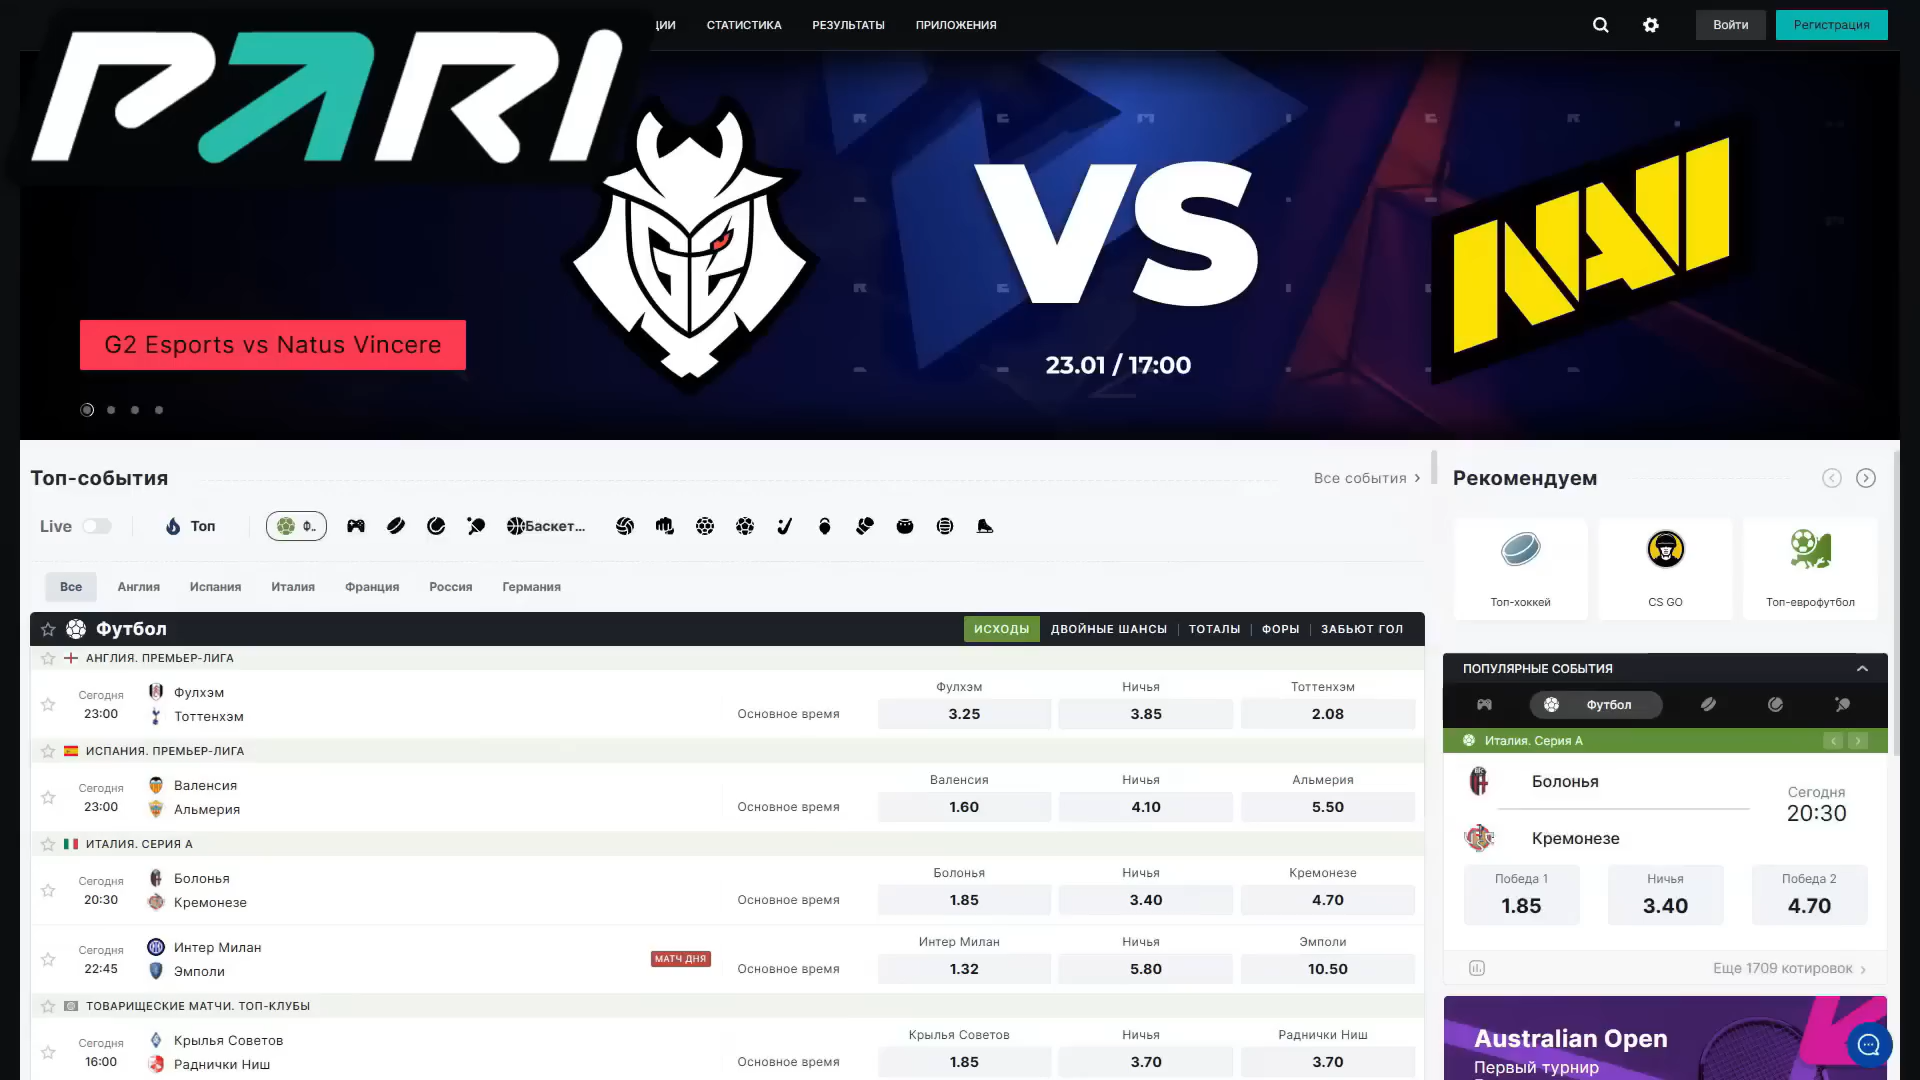 PARI
СТАТИСТИКА РЕЗУЛЬТАТЫ ПРИЛОЖЕНИЯ
Войти Регистрация
G2
VS
NAVI
G2 Esports vs Natus Vincere
23.01 / 17:00
Топ-события
Все события
Live Топ Ф.. Баскет...
Все Англия Испания Италия Франция Россия Германия
Футбол
ИСХОДЫ ДВОЙНЫЕ ШАНСЫ ТОТАЛЫ ФОРЫ ЗАБЬЮТ ГОЛ
АНГЛИЯ. ПРЕМЬЕР-ЛИГА
Сегодня 23:00
Фулхэм
Тоттенхэм
Основное время
Фулхэм 3.25
Ничья 3.85
Тоттенхэм 2.08
ИСПАНИЯ. ПРЕМЬЕР-ЛИГА
Сегодня 23:00
Валенсия
Альмерия
Основное время
Валенсия 1.60
Ничья 4.10
Альмерия 5.50
ИТАЛИЯ. СЕРИЯ А
Сегодня 20:30
Болонья
Кремонезе
Основное время
Болонья 1.85
Ничья 3.40
Кремонезе 4.70
Сегодня 22:45
Интер Милан
Эмполи
МАТЧ ДНЯ
Основное время
Интер Милан 1.32
Ничья 5.80
Эмполи 10.50
ТОВАРИЩЕСКИЕ МАТЧИ. ТОП-КЛУБЫ
Сегодня 16:00
Крылья Советов
Раднички Ниш
Основное время
Крылья Советов 1.85
Ничья 3.70
Раднички Ниш 3.70
Рекомендуем
Топ-хоккей
CS GO
Топ-еврофутбол
ПОПУЛЯРНЫЕ СОБЫТИЯ
Футбол
Италия. Серия А
Болонья
Кремонезе
Сегодня
20:30
Победа 1 1.85
Ничья 3.40
Победа 2 4.70
Еще 1709 котировок
Australian Open
Первый турнир